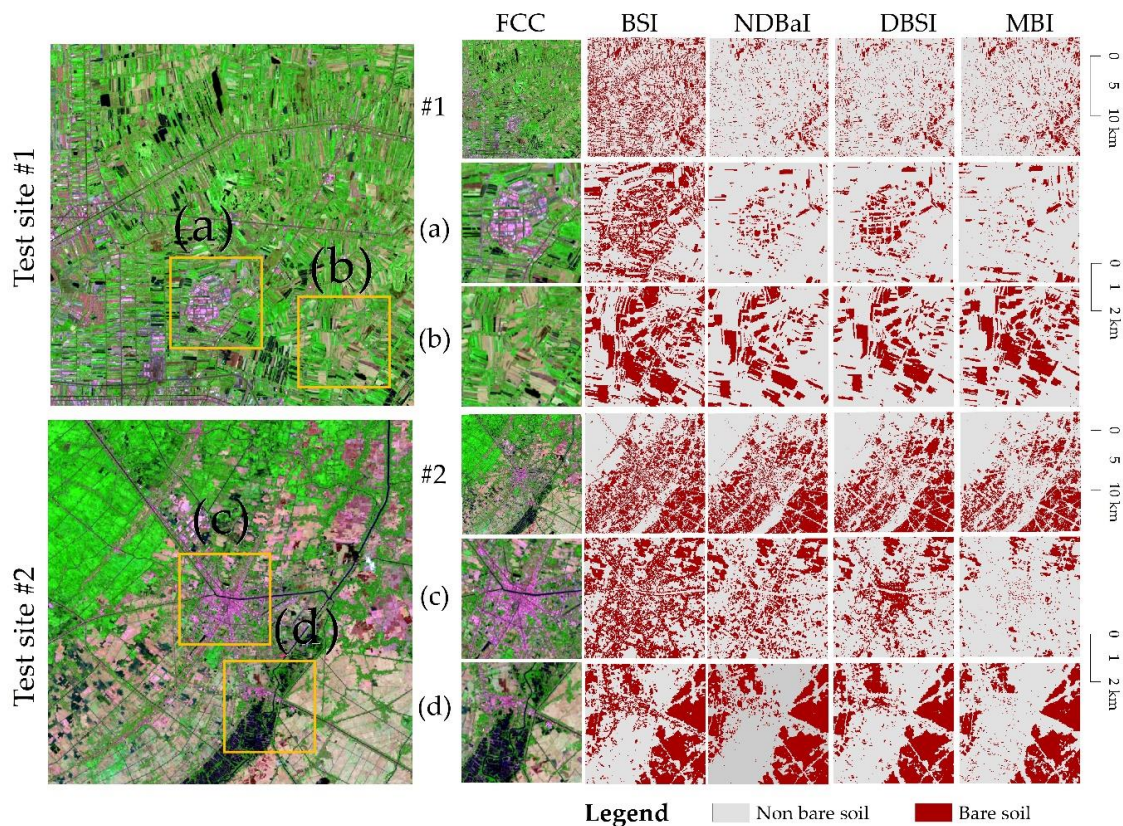 FCC BSI NDBaI DBSI MBI
Test site #1
(a)
(b)
#1
(a)
(b)
0
5
10 km
0
1
2 km
Test site #2
(c)
(d)
#2
(c)
(d)
0
5
10 km
0
1
2 km
Legend Non bare soil Bare soil